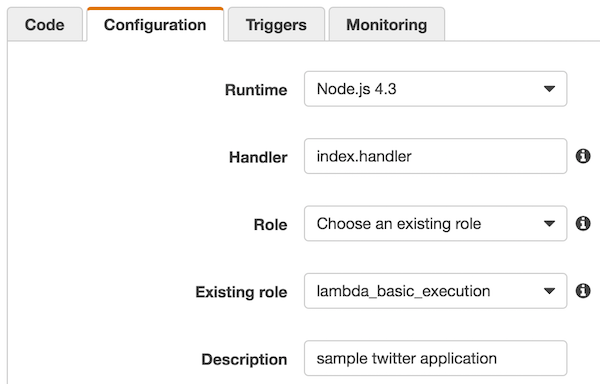 Code Configuration Triggers Monitoring
Runtime Node.js 4.3
Handler index.handler
Role Choose an existing role
Existing role lambda_basic_execution
Description sample twitter application